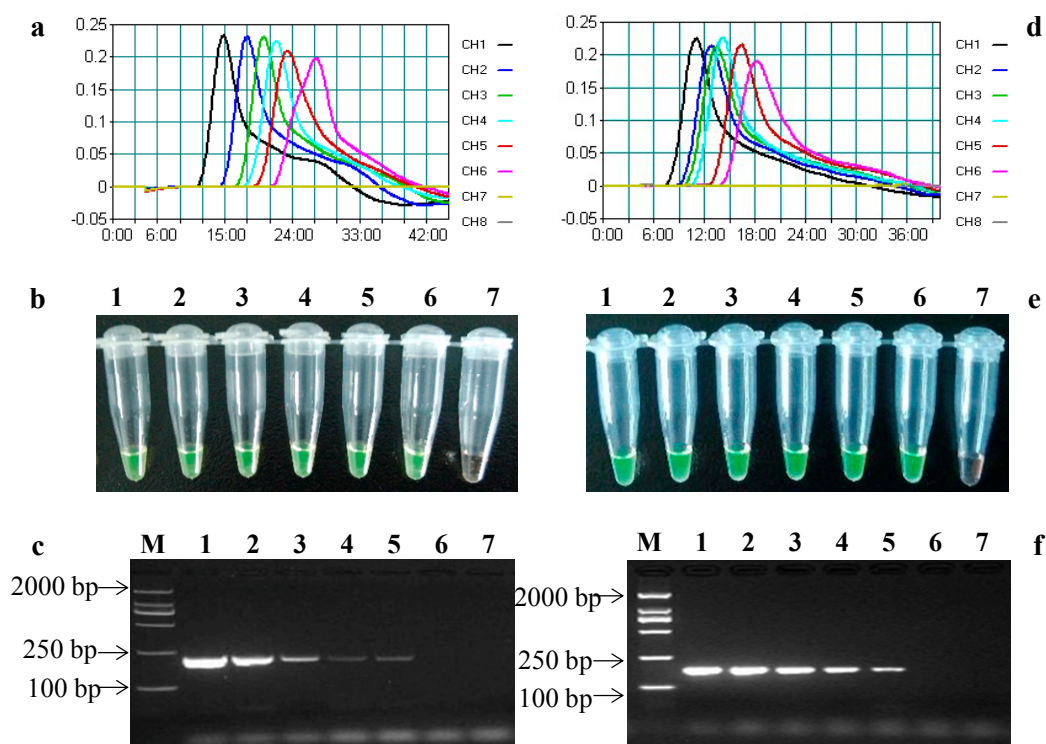 a
0.25
0.2
0.15
0.1
0.05
0
-0.05
0:00 6:00 15:00 24:00 33:00 42:00
CH1
CH2
CH3
CH4
CH5
CH6
CH7
CH8
d
0.25
0.2
0.15
0.1
0.05
0
-0.05
0:00 6:00 12:00 18:00 24:00 30:00 36:00
CH1
CH2
CH3
CH4
CH5
CH6
CH7
CH8
b
1 2 3 4 5 6 7
e
1 2 3 4 5 6 7
c
M 1 2 3 4 5 6 7
2000 bp
250 bp
100 bp
f
M 1 2 3 4 5 6 7
2000 bp
250 bp
100 bp